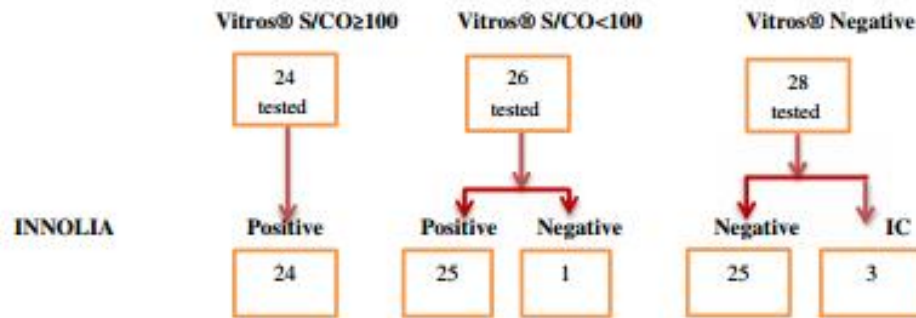 Vitros® S/CO≥100 Vitros® S/CO<100 Vitros® Negative
24 26 28
tested tested tested
INNOLIA Positive Positive Negative Negative IC
24 25 1 25 3